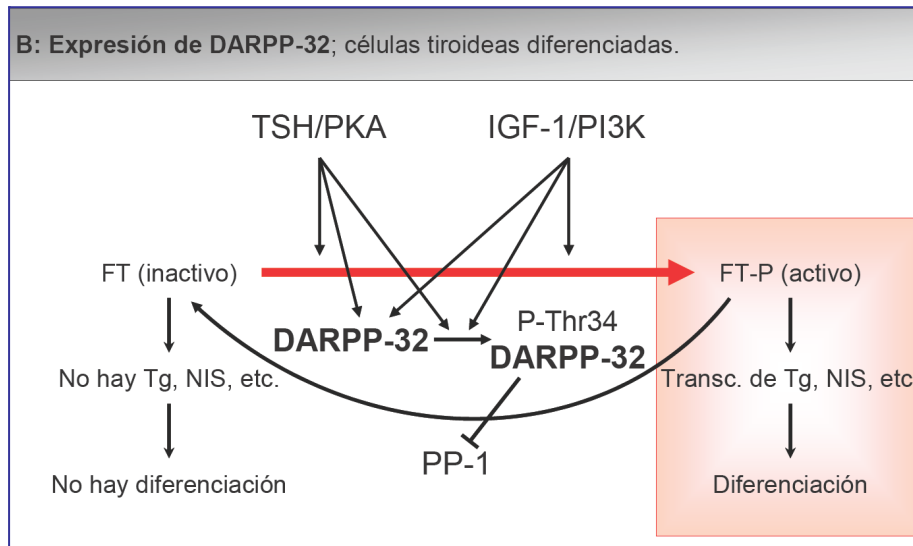 B: Expresión de DARPP-32; células tiroideas diferenciadas.
TSH/PKA
IGF-1/PI3K
FT (inactivo)
FT-P (activo)
DARPP-32
P-Thr34
DARPP-32
No hay Tg, NIS, etc.
Transc. de Tg, NIS, etc
PP-1
No hay diferenciación
Diferenciación